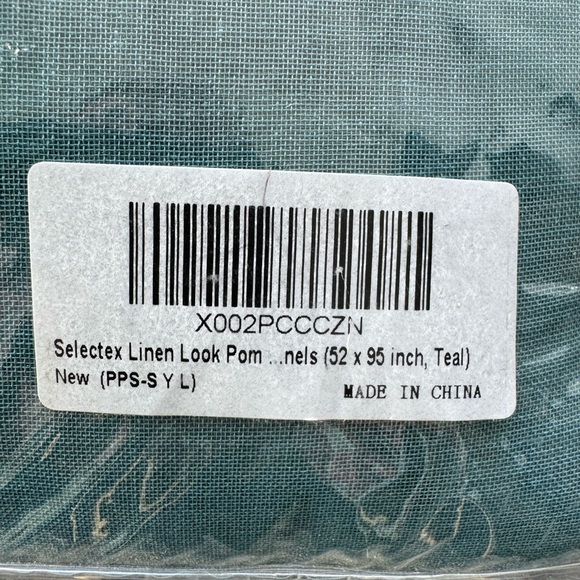 X002PCCCZN
Selectex Linen Look Pom ...nels (52 x 95 inch, Teal)
New (PPS-S Y L)
MADE IN CHINA